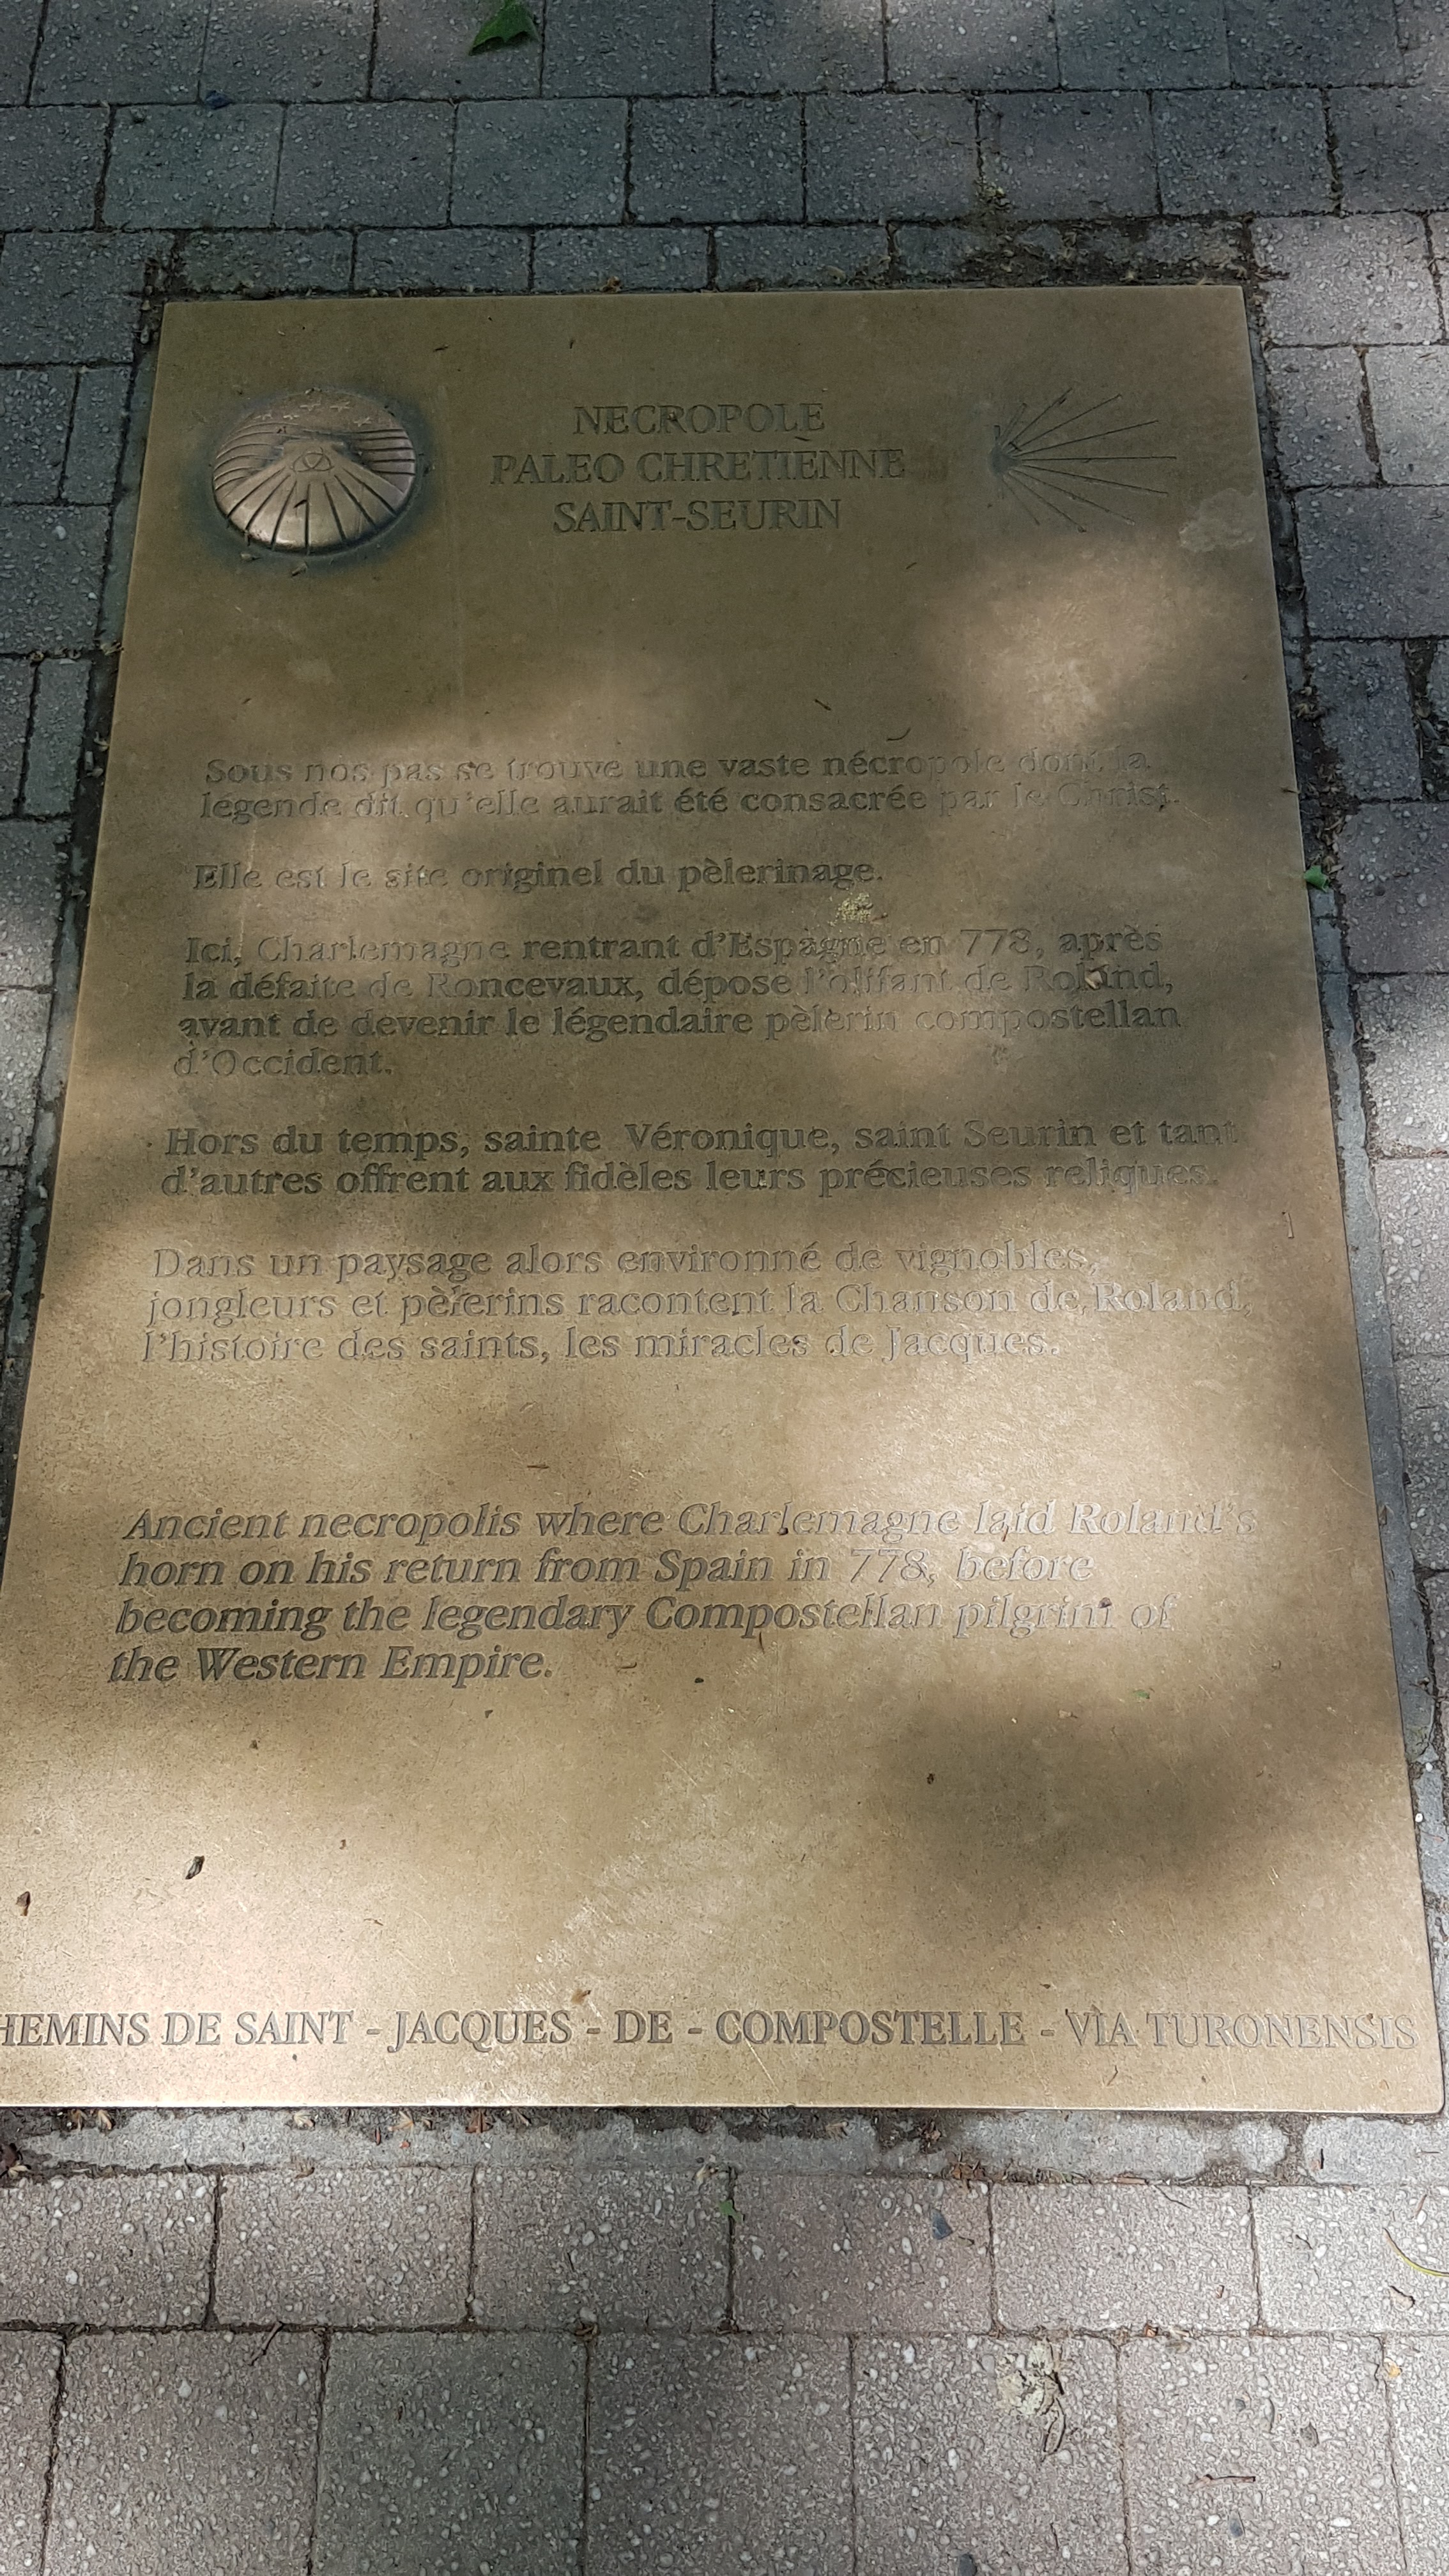 NECROPOLE
PALEO CHRETIENNE
SAINT-SEURIN
Sous nos pas se trouve une vaste nécropole dont la
légende dit qu'elle aurait été consacrée par le Christ.
Elle est le site originel du pèlerinage.
Ici, Charlemagne rentrant d'Espagne en 778, après
la défaite de Roncevaux, dépose l'olifant de Roland,
avant de devenir le légendaire pèlerin compostellan
d'Occident.
Hors du temps, sainte Véronique, saint Seurin et tant
d'autres offrent aux fidèles leurs précieuses reliques.
Dans un paysage alors environné de vignobles,
jongleurs et pèlerins racontent la Chanson de Roland,
l'histoire des saints, les miracles de Jacques.
Ancient necropolis where Charlemagne laid Roland's
horn on his return from Spain in 778, before
becoming the legendary Compostellan pilgrim of
the Western Empire.
HEMINS DE SAINT - JACQUES - DE - COMPOSTELLE - VIA TURONENSIS